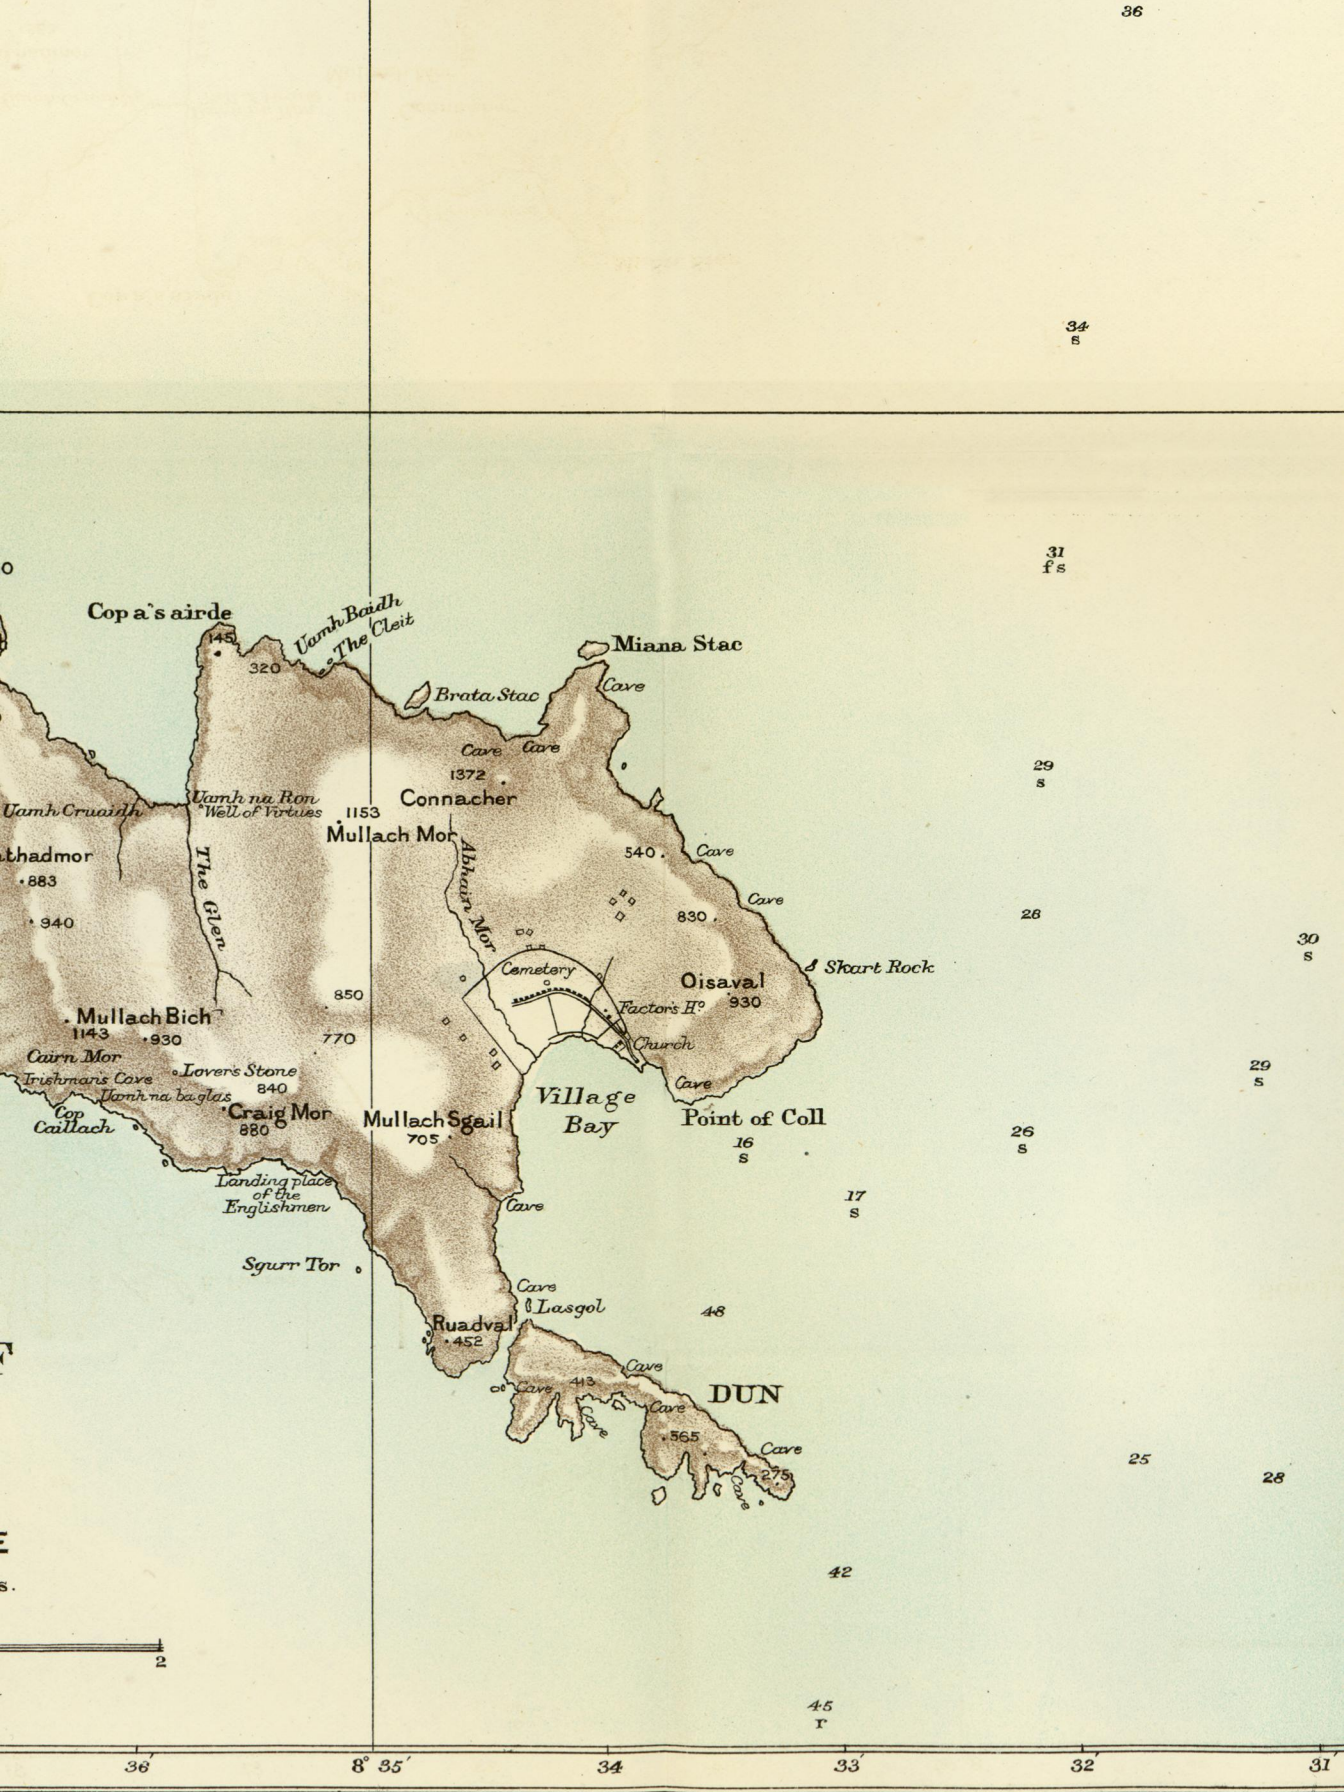 36
34
s
31
f s
Cop a's airde
Uamh Baidh
The Cleit
145
320
Miana Stac
Cave
Brata Stac
Cave
Cave
1372
Connacher
29
s
Uamh na Ron
Well of Virtues
Uamh Cruaidh
1153
Mullach Mor
Abhain Mor
540
Cave
thadmor
883
The Glen
940
Cave
830
28
30
s
Skart Rock
Cemetery
Oisaval
930
Factor's Ho.
850
Mullach Bich
1143
930
770
Church
Cairn Mor
Irishman's Cave
Lover's Stone
840
Uamh na ba glas
Cop
Caillach
Craig Mor
880
Mullach Sgail
705
Village
Bay
Cave
Point of Coll
16
s
29
s
26
s
17
s
Landing place
of the
Englishmen
Cave
Sgurr Tor
Cave
Lasgol
48
Ruadval
452
Cave
413
Cave
Cave
DUN
Cave
565
Cave
275
Cave
25
28
E
42
s.
2
45
r
36'
8° 35'
34'
33'
32'
31'